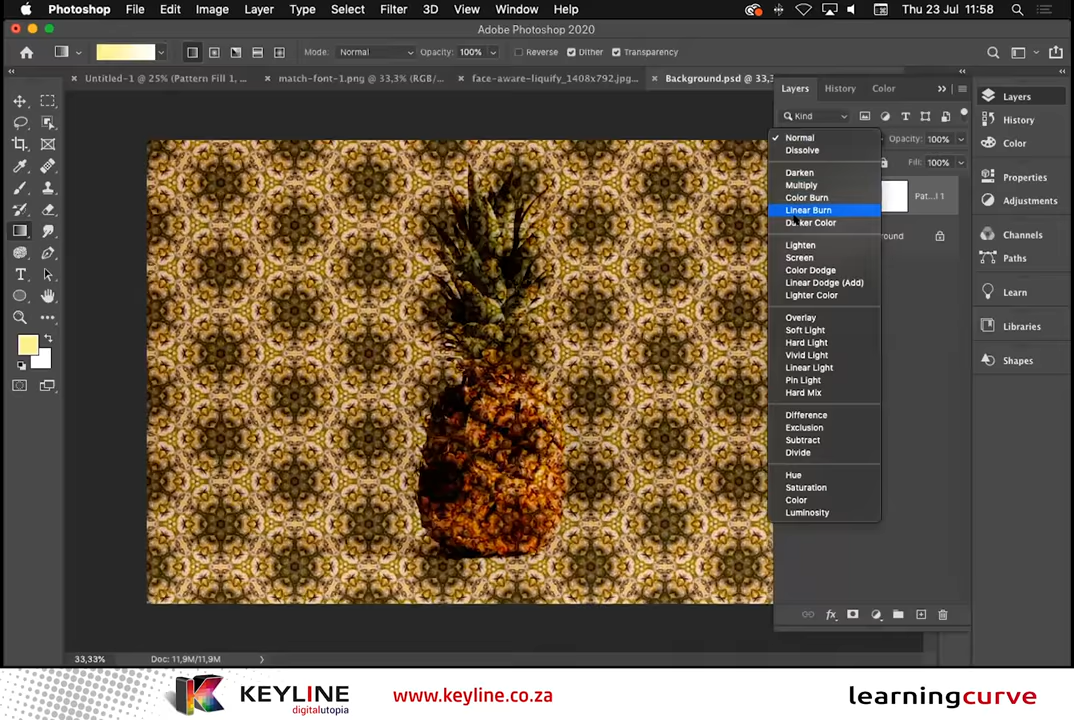 Photoshop File Edit Image Layer Type Select Filter 3D View Window Help Thu 23 Jul 11:58
Adobe Photoshop 2020
Mode: Normal Opacity: 100% Reverse Dither Transparency
Untitled-1 @ 25% (Pattern Fill 1, ... match-font-1.png @ 33,3% (RGB/... face-aware-liquify_1408x792.jpg... Background.psd @ 33,3...
Layers History Color
Kind
Opacity: 100%
Fill: 100%
Pat...l 1
Normal
Dissolve
Darken
Multiply
Color Burn
Linear Burn
Darker Color
Lighten
Screen
Color Dodge
Linear Dodge (Add)
Lighter Color
Overlay
Soft Light
Hard Light
Vivid Light
Linear Light
Pin Light
Hard Mix
Difference
Exclusion
Subtract
Divide
Hue
Saturation
Color
Luminosity
Layers
History
Color
Properties
Adjustments
Channels
Paths
Learn
Libraries
Shapes
fx
33,33% Doc: 11,9M/11,9M
KEYLINE
digitalutopia
www.keyline.co.za
learningcurve